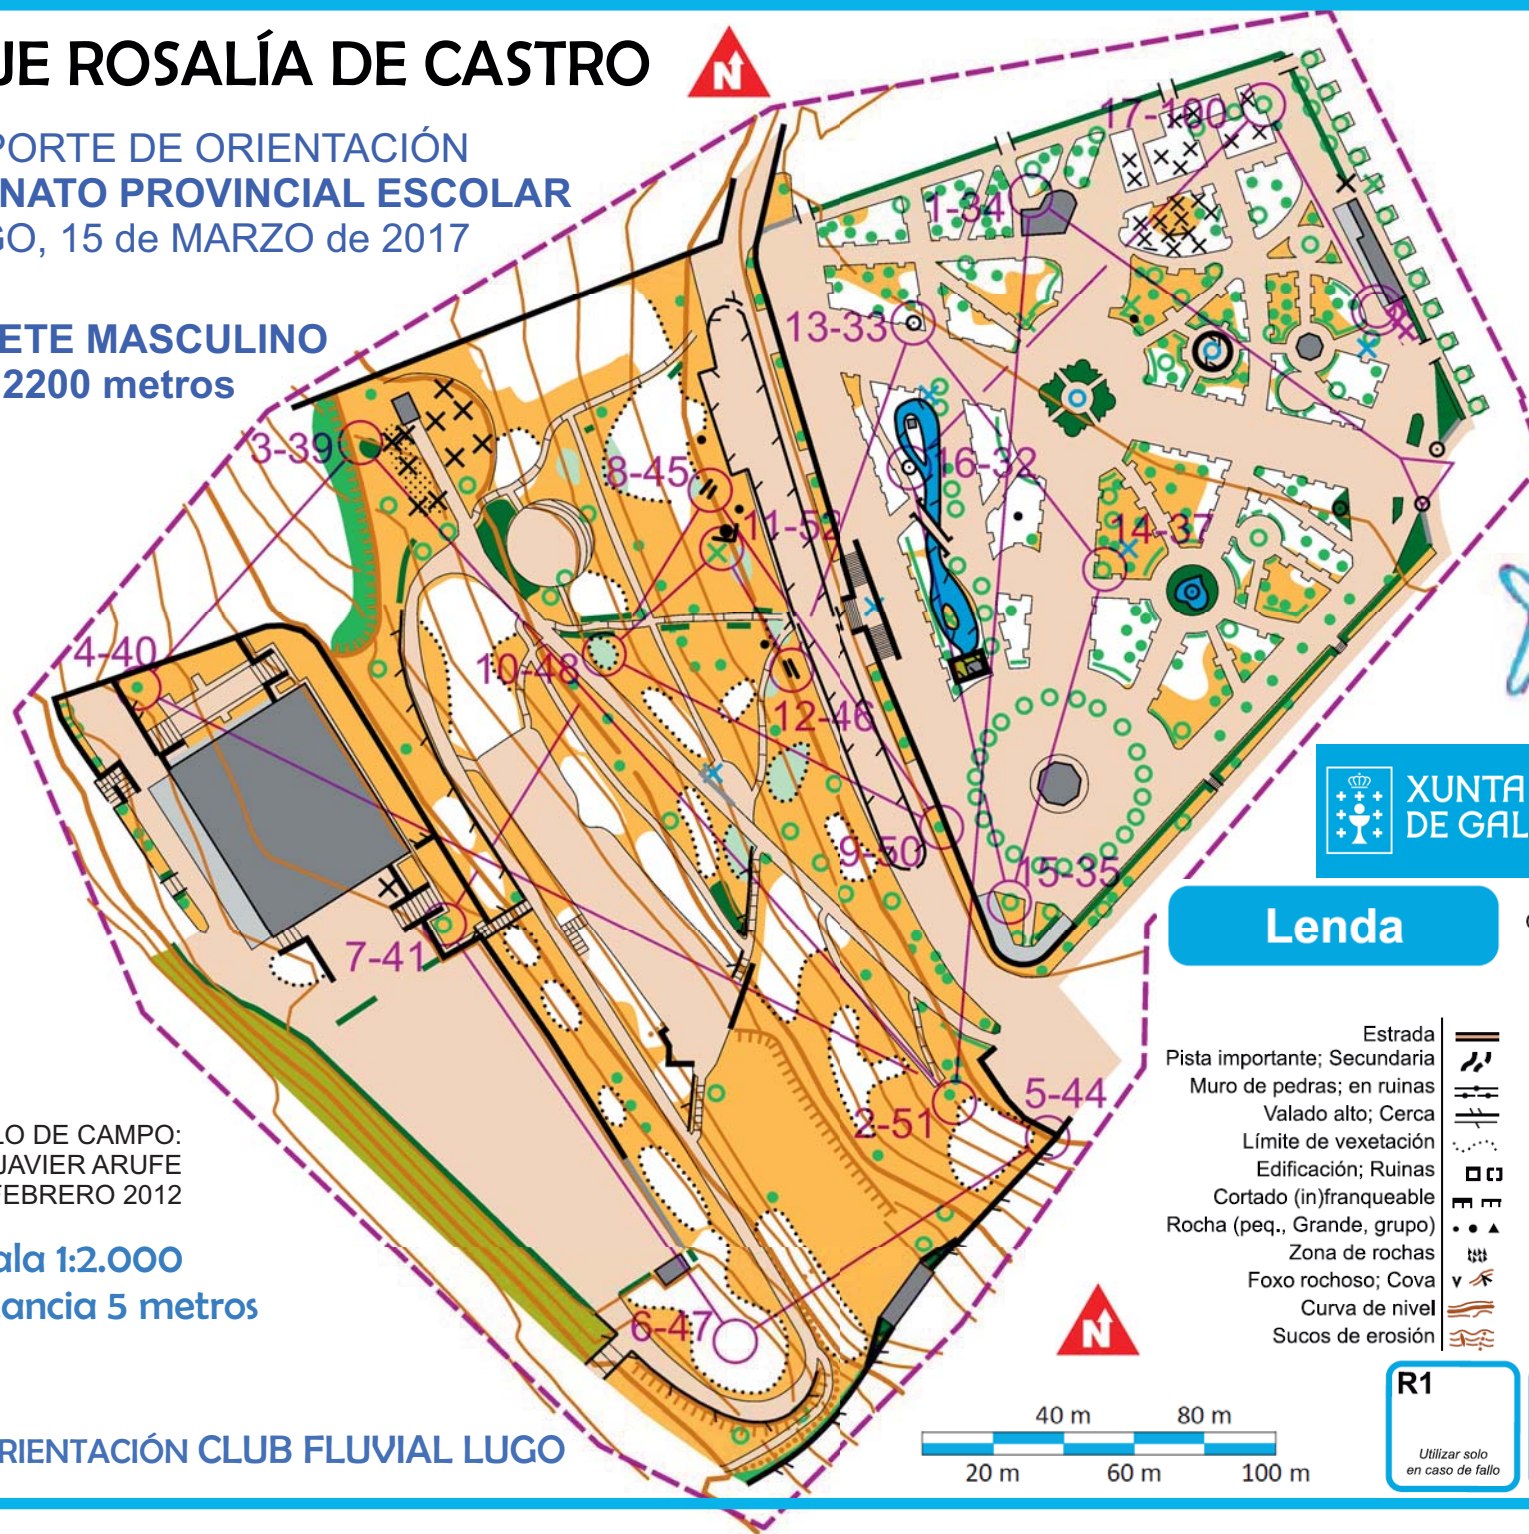 UE ROSALÍA DE CASTRO
PORTE DE ORIENTACIÓN
NATO PROVINCIAL ESCOLAR
GO, 15 de MARZO de 2017
ETE MASCULINO
2200 metros
N
17-100
1-34
13-33
3-39
8-45
16-32
11-52
14-37
4-40
10-48
12-46
9-50
15-35
7-41
5-44
2-51
6-47
XUNTA
DE GAL
Lenda
Estrada
Pista importante; Secundaria
Muro de pedras; en ruinas
Valado alto; Cerca
Límite de vexetación
Edificación; Ruinas
Cortado (in)franqueable
Rocha (peq., Grande, grupo)
Zona de rochas
Foxo rochoso; Cova
Curva de nivel
Sucos de erosión
LO DE CAMPO:
JAVIER ARUFE
FEBRERO 2012
ala 1:2.000
ancia 5 metros
N
40 m 80 m
20 m 60 m 100 m
R1
Utilizar solo
en caso de fallo
RIENTACIÓN CLUB FLUVIAL LUGO